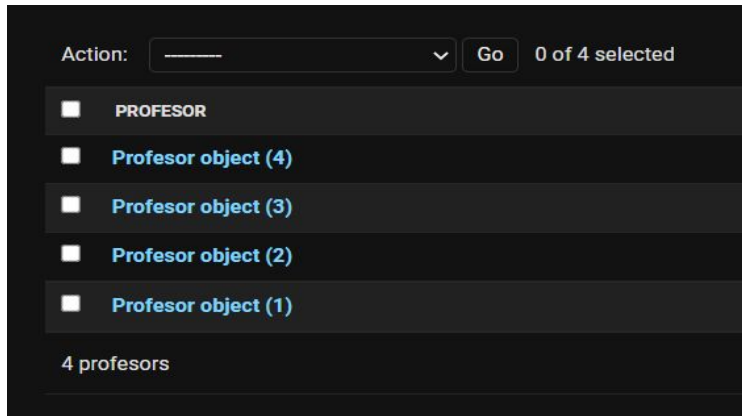 Action: --------- Go 0 of 4 selected
PROFESOR
Profesor object (4)
Profesor object (3)
Profesor object (2)
Profesor object (1)
4 profesors